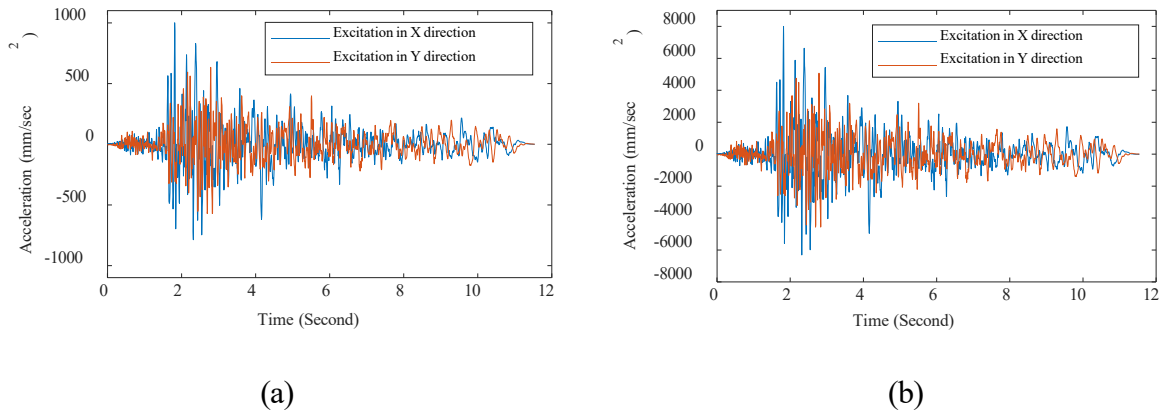 1000
500
0
-500
-1000
Acceleration (mm/sec
2
)
Excitation in X direction
Excitation in Y direction
0 2 4 6 8 10 12
Time (Second)
(a)
8000
6000
4000
2000
0
-2000
-4000
-6000
-8000
Acceleration (mm/sec
2
)
Excitation in X direction
Excitation in Y direction
0 2 4 6 8 10 12
Time (Second)
(b)